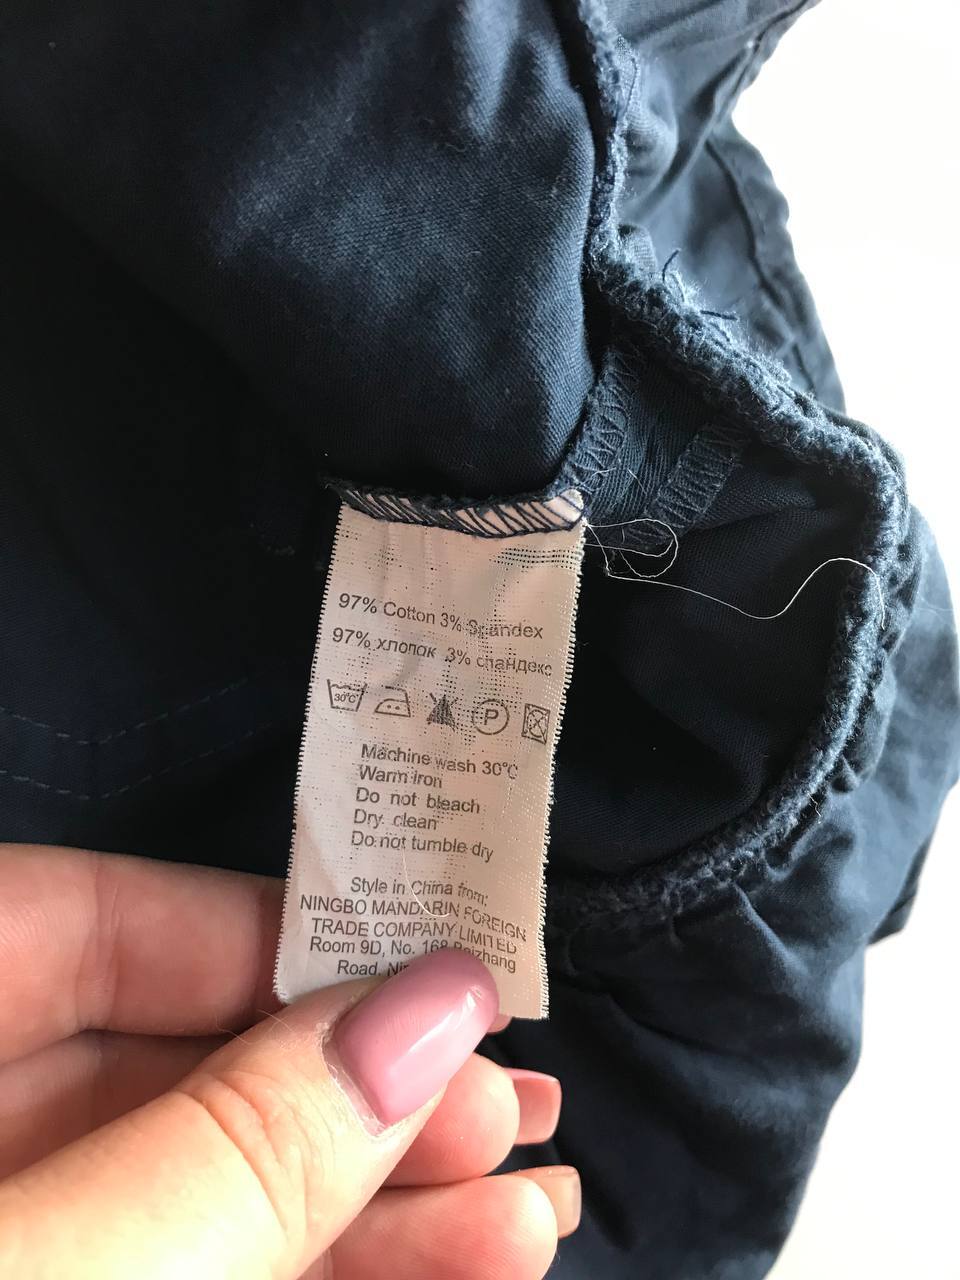 97% Cotton 3% Spandex
97% хлопок 3% спандекс
30°C P
Machine wash 30°C
Warm iron
Do not bleach
Dry clean
Do not tumble dry
Style in China from:
NINGBO MANDARIN FOREIGN
TRADE COMPANY LIMITED
Room 9D, No. 168 Baizhang
Road,